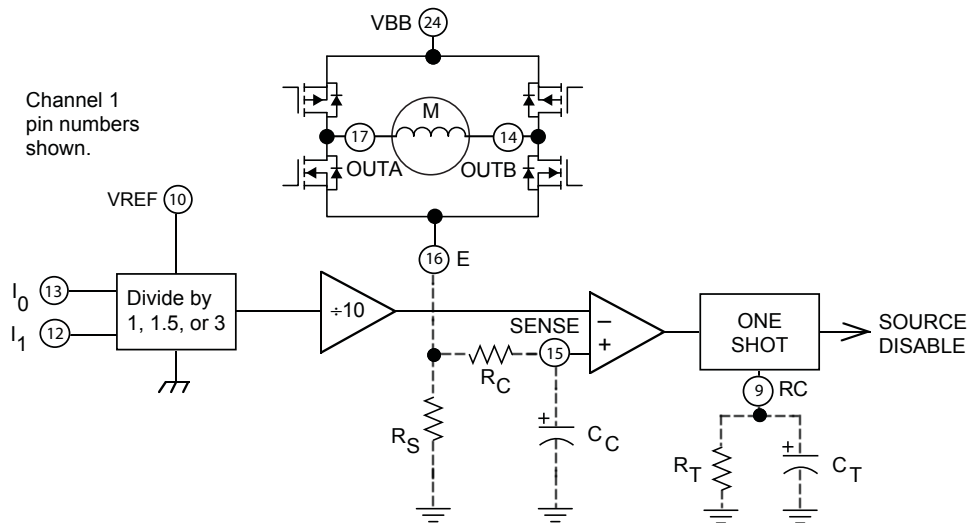 VBB 24
Channel 1
pin numbers
shown.
M
17
14
OUTA
OUTB
VREF 10
16 E
I0 13
I1 12
Divide by
1, 1.5, or 3
÷10
SENSE
15
−
+
ONE
SHOT
SOURCE
DISABLE
9 RC
RC
RS
+
CC
RT
+
CT